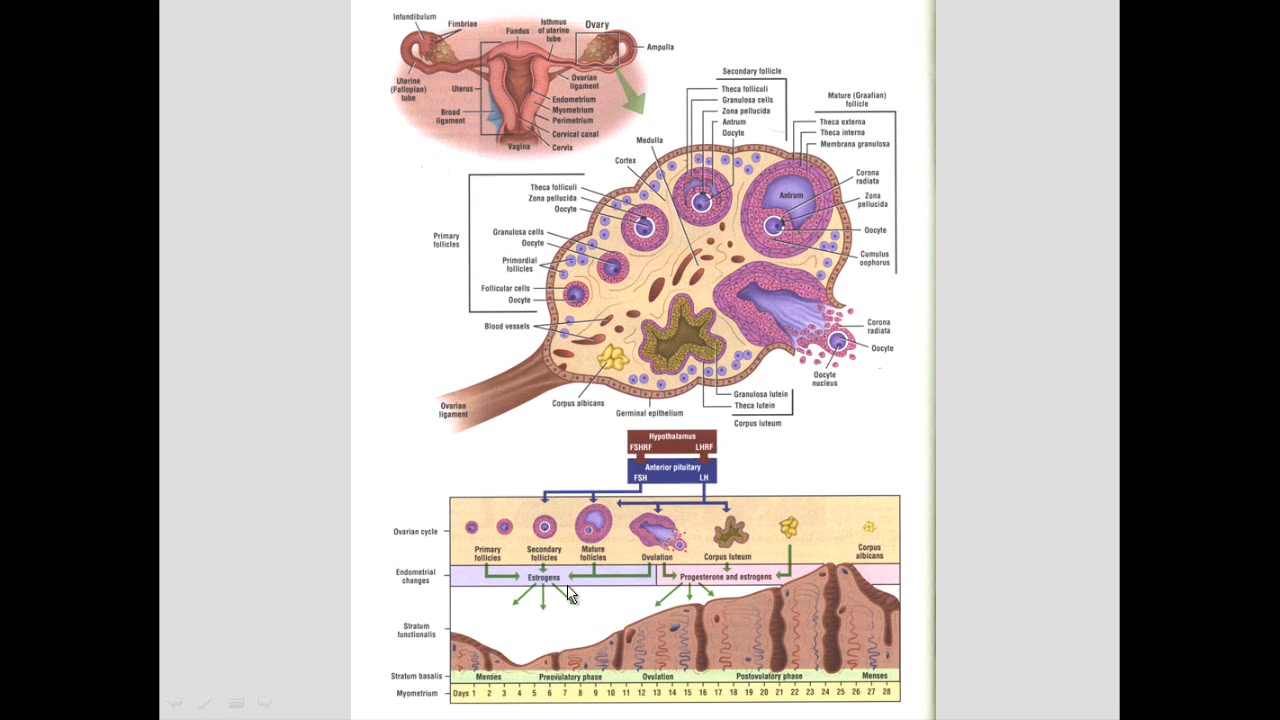 Infundibulum
Fimbriae
Fundus
Isthmus
of uterine
tube
Ovary
Ampulla
Uterine
(Fallopian)
tube
Uterus
Broad
ligament
Ovarian
ligament
Endometrium
Myometrium
Perimetrium
Cervical canal
Vagina
Cervix
Secondary follicle
Theca folliculi
Granulosa cells
Zona pellucida
Antrum
Oocyte
Mature (Graafian)
follicle
Theca externa
Theca interna
Membrana granulosa
Medulla
Cortex
Corona
radiata
Antrum
Zona
pellucida
Oocyte
Cumulus
oophorus
Primary
follicles
Theca folliculi
Zona pellucida
Oocyte
Granulosa cells
Oocyte
Primordial
follicles
Follicular cells
Oocyte
Blood vessels
Corona
radiata
Oocyte
Oocyte
nucleus
Ovarian
ligament
Corpus albicans
Germinal epithelium
Granulosa lutein
Theca lutein
Corpus luteum
Hypothalamus
FSHRF LHRF
Anterior pituitary
FSH LH
Ovarian cycle
Primary
follicles
Secondary
follicles
Mature
follicles
Ovulation
Corpus luteum
Corpus
albicans
Endometrial
changes
Estrogens
Progesterone and estrogens
Stratum
functionalis
Stratum basalis
Menses Preovulatory phase Ovulation Postovulatory phase Menses
Myometrium
Days 1 2 3 4 5 6 7 8 9 10 11 12 13 14 15 16 17 18 19 20 21 22 23 24 25 26 27 28